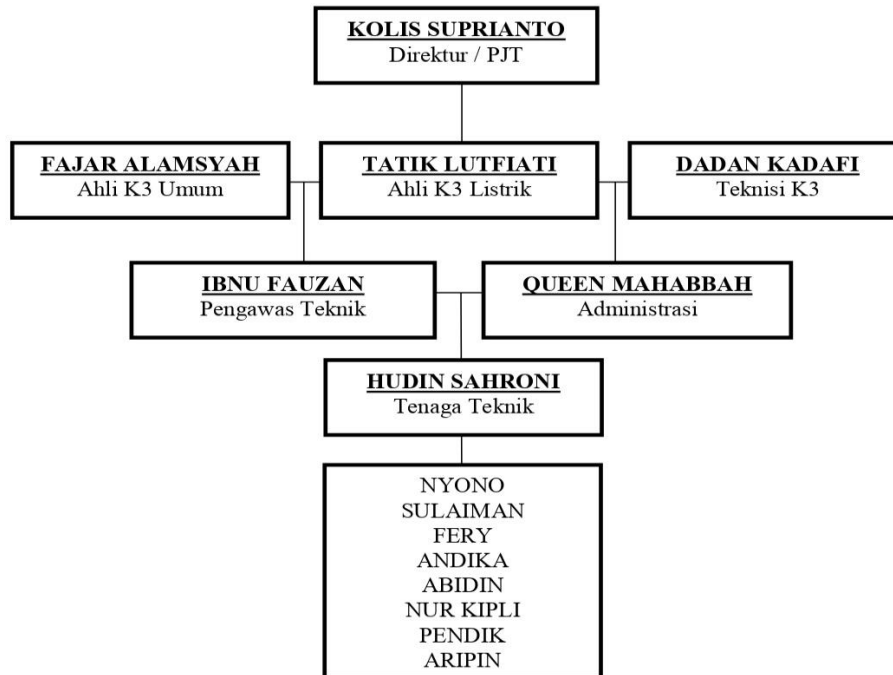 KOLIS SUPRIANTO
Direktur / PJT
FAJAR ALAMSYAH
Ahli K3 Umum
TATIK LUTFIATI
Ahli K3 Listrik
DADAN KADAFI
Teknisi K3
IBNU FAUZAN
Pengawas Teknik
QUEEN MAHABBAH
Administrasi
HUDIN SAHRONI
Tenaga Teknik
NYONO
SULAIMAN
FERY
ANDIKA
ABIDIN
NUR KIPLI
PENDIK
ARIPIN